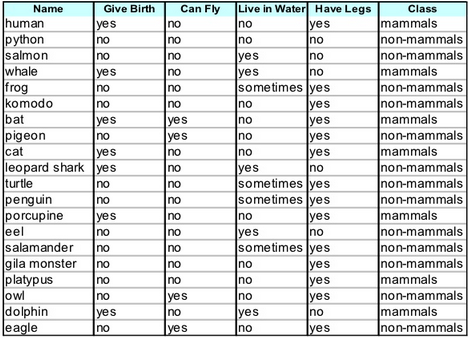 Name Give Birth Can Fly Live in Water Have Legs Class
human yes no no yes mammals
python no no no no non-mammals
salmon no no yes no non-mammals
whale yes no yes no mammals
frog no no sometimes yes non-mammals
komodo no no no yes non-mammals
bat yes yes no yes mammals
pigeon no yes no yes non-mammals
cat yes no no yes mammals
leopard shark yes no yes no non-mammals
turtle no no sometimes yes non-mammals
penguin no no sometimes yes non-mammals
porcupine yes no no yes mammals
eel no no yes no non-mammals
salamander no no sometimes yes non-mammals
gila monster no no no yes non-mammals
platypus no no no yes mammals
owl no yes no yes non-mammals
dolphin yes no yes no mammals
eagle no yes no yes non-mammals